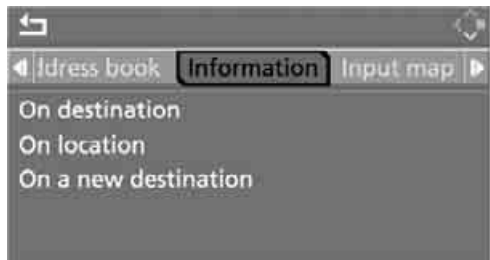 ldress book Information Input map
On destination
On location
On a new destination